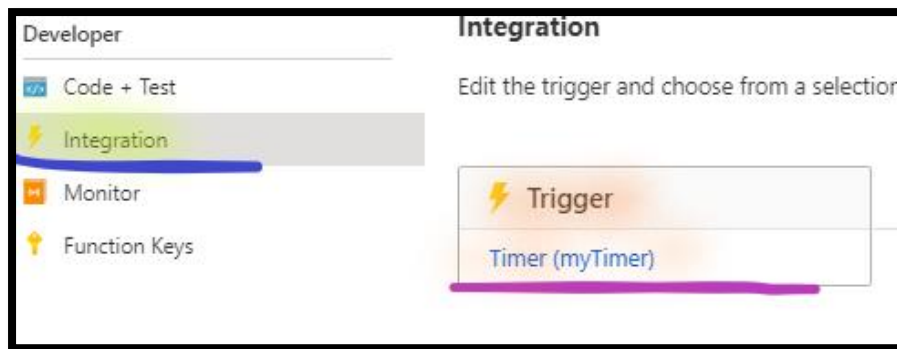 Developer
Code + Test
Integration
Monitor
Function Keys
Integration
Edit the trigger and choose from a selection
Trigger
Timer (myTimer)